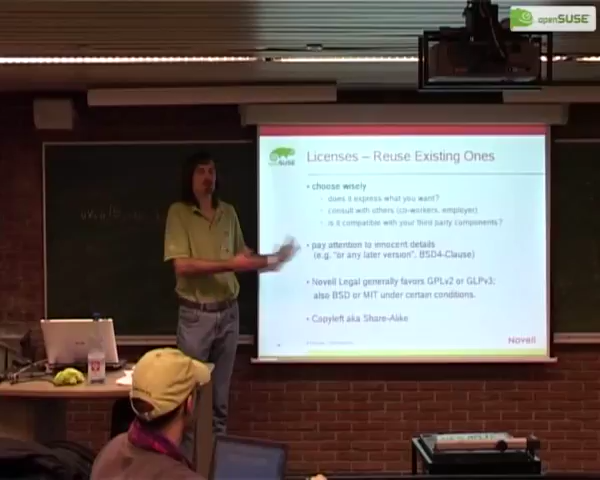 openSUSE
openSUSE
Licenses – Reuse Existing Ones
• choose wisely
- does it express what you want?
- consult with others (co-workers, employer)
- is it compatible with your third party components?
• pay attention to innocent details
(e.g. "or any later version", BSD4-Clause)
• Novell Legal generally favors GPLv2 or GLPv3;
also BSD or MIT under certain conditions.
• Copyleft aka Share-Alike
Novell